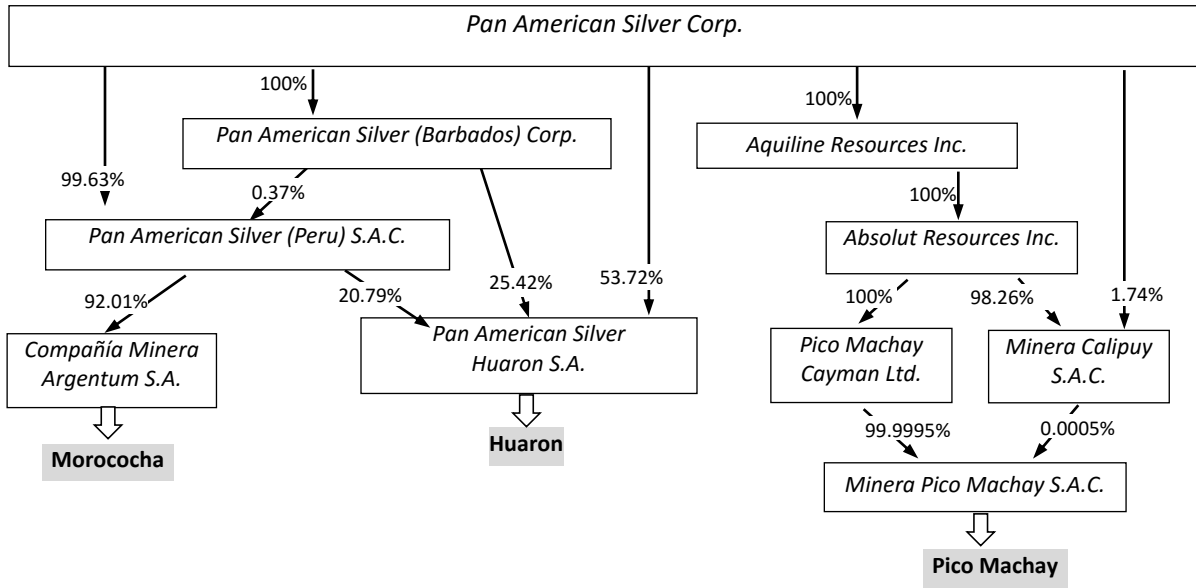 Pan American Silver Corp.
100%
100%
Pan American Silver (Barbados) Corp.
Aquiline Resources Inc.
99.63%
0.37%
100%
Pan American Silver (Peru) S.A.C.
Absolut Resources Inc.
92.01%
20.79%
25.42%
53.72%
100%
98.26%
1.74%
Compañía Minera
Argentum S.A.
Pan American Silver
Huaron S.A.
Pico Machay
Cayman Ltd.
Minera Calipuy
S.A.C.
99.9995%
0.0005%
Morococha
Huaron
Minera Pico Machay S.A.C.
Pico Machay